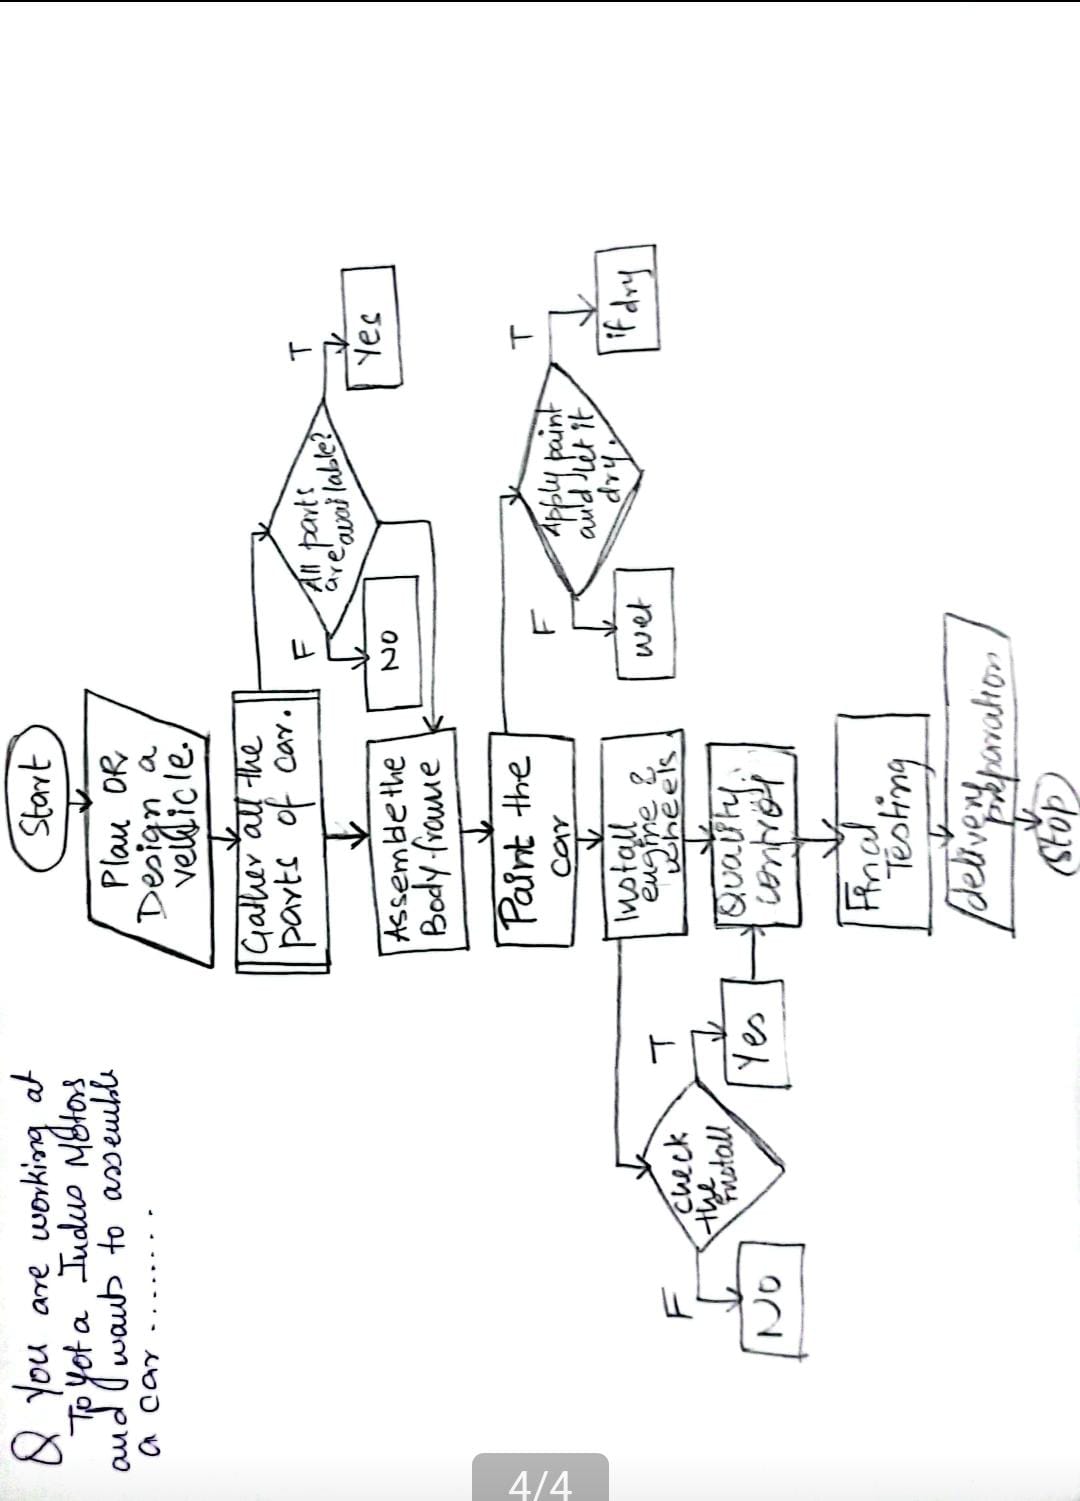 Q You are working at
Toyota Indus Motors
and wants to assemble
a car ........
Start
Plan OR
Design a
vehicle.
Gather all the
parts of car.
All parts
are available?
F
T
NO
Yes
Assemble the
Body frame
Paint the
car
Apply paint
and let it
dry.
F
T
wet
if dry
Install
engine &
wheels.
Check
the
install
F
T
NO
Yes
Quality
control
Final
Testing
delivery
preparation
Stop
4/4